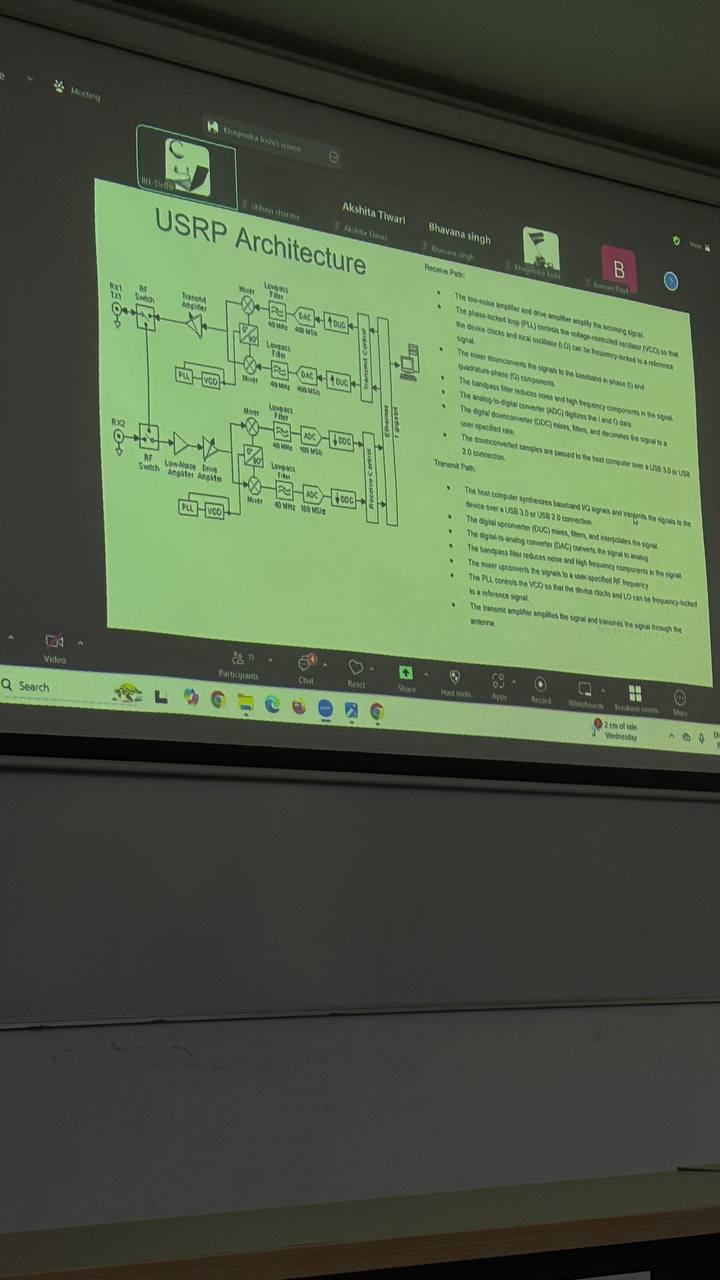 Meeting
Khagendra Joshi's screen
IIT Delhi
chhavi sharma
Akshita Tiwari
Akshita Tiwari
Bhavana singh
Bhavana singh
Khagendra Joshi
B
View
USRP Architecture
Rx1
Tx1
RF
Switch
Transmit
Amplifier
Mixer
Lowpass
Filter
40 MHz
DAC
400 MS/s
DUC
0°
90°
PLL
VCO
Mixer
Lowpass
Filter
40 MHz
DAC
400 MS/s
DUC
Transmit Control
Ethernet
1 gigabit
RX2
RF
Switch
Low-Noise
Amplifier
Drive
Amplifier
Mixer
Lowpass
Filter
40 MHz
ADC
100 MS/s
DDC
0°
90°
PLL
VCO
Mixer
Lowpass
Filter
40 MHz
ADC
100 MS/s
DDC
Receive Control
Receive Path:
• The low-noise amplifier and drive amplifier amplify the incoming signal.
• The phase-locked loop (PLL) controls the voltage-controlled oscillator (VCO) so that
the device clocks and local oscillator (LO) can be frequency-locked to a reference
signal.
• The mixer downconverts the signals to the baseband in-phase (I) and
quadrature-phase (Q) components.
• The bandpass filter reduces noise and high frequency components in the signal.
• The analog-to-digital converter (ADC) digitizes the I and Q data.
• The digital downconverter (DDC) mixes, filters, and decimates the signal to a
user-specified rate.
• The downconverted samples are passed to the host computer over a USB 3.0 or USB
2.0 connection.
Transmit Path:
• The host computer synthesizes baseband I/Q signals and transmits the signals to the
device over a USB 3.0 or USB 2.0 connection.
• The digital upconverter (DUC) mixes, filters, and interpolates the signal.
• The digital-to-analog converter (DAC) converts the signal to analog
• The bandpass filter reduces noise and high frequency components in the signal.
• The mixer upconverts the signals to a user-specified RF frequency
• The PLL controls the VCO so that the device clocks and LO can be frequency-locked
to a reference signal.
• The transmit amplifier amplifies the signal and transmits the signal through the
antenna.
Video
11
Participants
4
Chat
React
Share
Host tools
Apps
Record
Whiteboards
Breakout rooms
More
Search
2 cm of rain
Wednesday